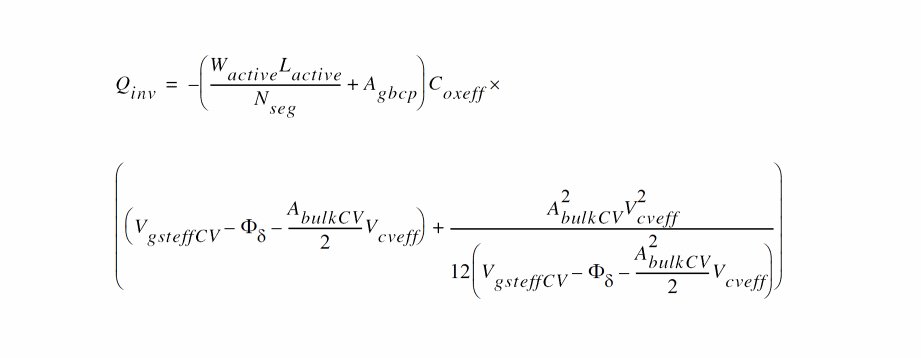 Q_{inv} = -\left(\frac{W_{active}L_{active}}{N_{seg}} + A_{gbcp}\right) C_{oxeff} \times
\left(\left(V_{gsteffCV} - \Phi_{\delta} - \frac{A_{bulkCV}}{2}V_{cveff}\right) + \frac{A_{bulkCV}^{2}V_{cveff}^{2}}{12\left(V_{gsteffCV} - \Phi_{\delta} - \frac{A_{bulkCV}^{2}}{2}V_{cveff}\right)}\right)